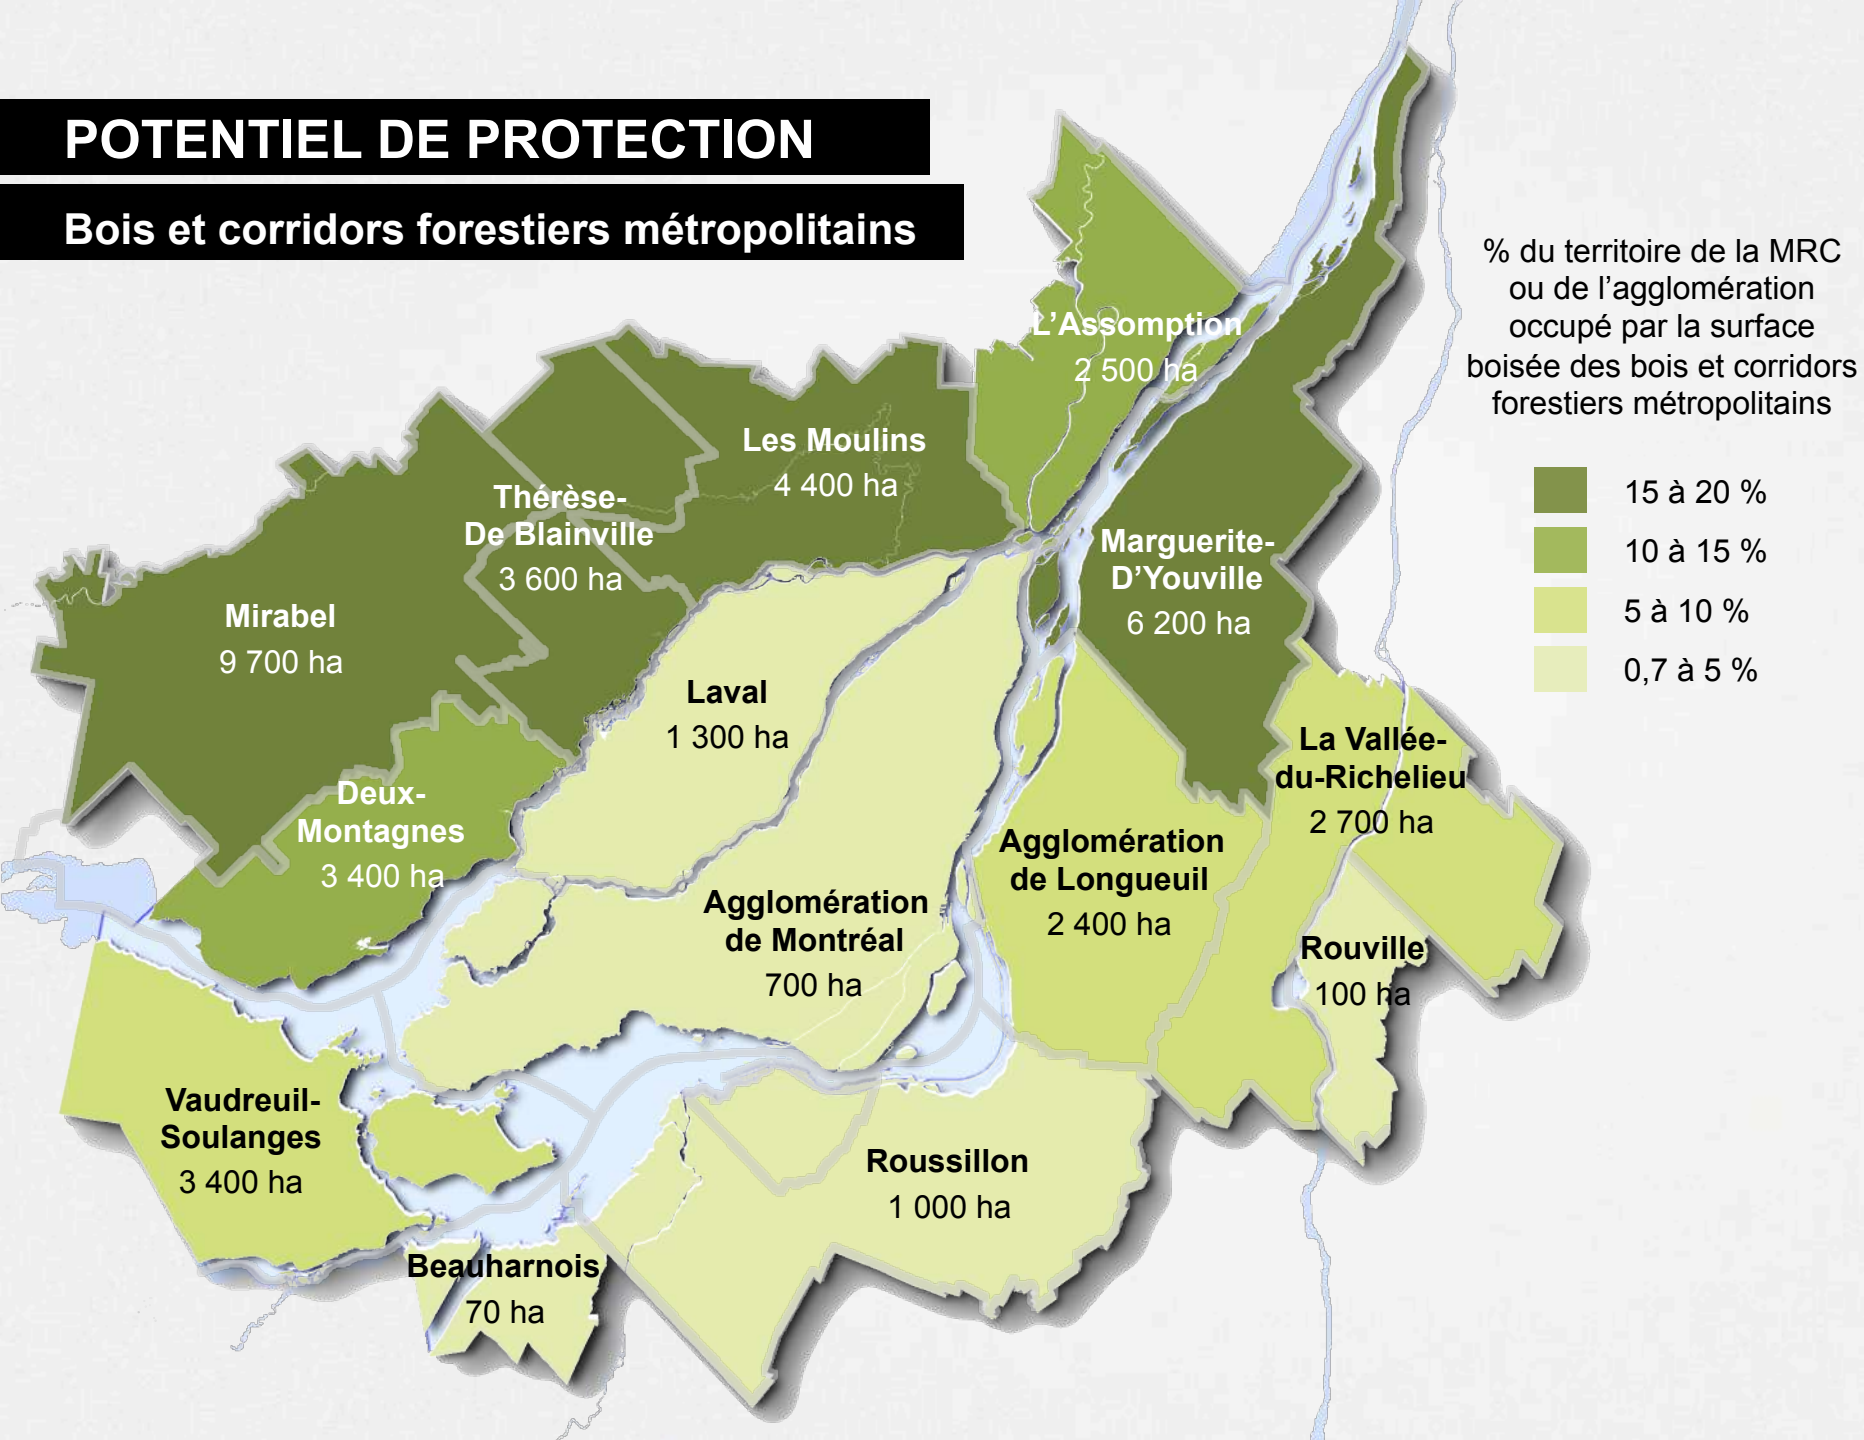 POTENTIEL DE PROTECTION
Bois et corridors forestiers métropolitains
% du territoire de la MRC
ou de l’agglomération
occupé par la surface
boisée des bois et corridors
forestiers métropolitains
15 à 20 %
10 à 15 %
5 à 10 %
0,7 à 5 %
L’Assomption
2 500 ha
Les Moulins
4 400 ha
Thérèse-
De Blainville
3 600 ha
Marguerite-
D’Youville
6 200 ha
Mirabel
9 700 ha
Laval
1 300 ha
La Vallée-
du-Richelieu
2 700 ha
Deux-
Montagnes
3 400 ha
Agglomération
de Longueuil
2 400 ha
Agglomération
de Montréal
700 ha
Rouville
100 ha
Vaudreuil-
Soulanges
3 400 ha
Roussillon
1 000 ha
Beauharnois
70 ha